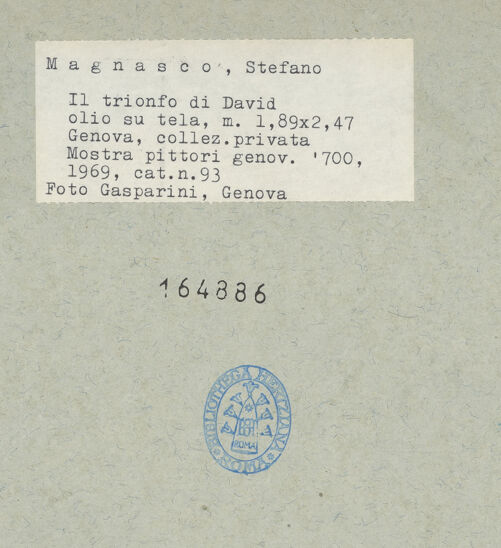 Magnasco, Stefano
Il trionfo di David
olio su tela, m. 1,89x2,47
Genova, collez.privata
Mostra pittori genov. '700,
1969, cat.n.93
Foto Gasparini, Genova
164886
BIBLIOTHECA HERTZIANA
ROMA